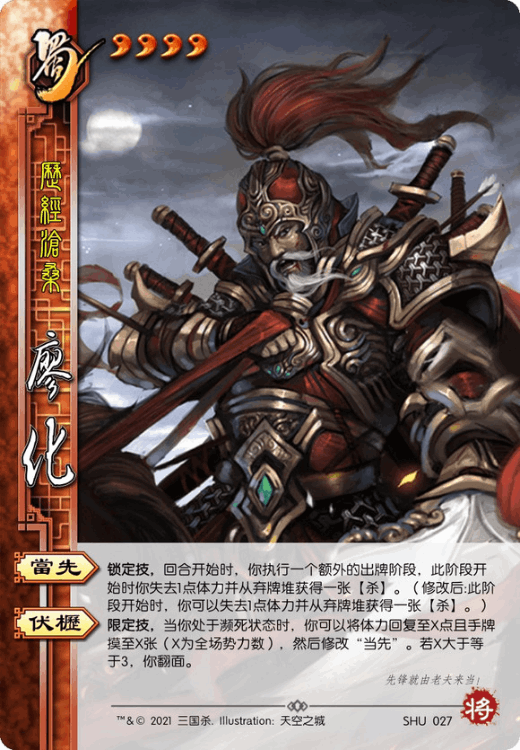 蜀
歷經滄桑
廖化
當先
锁定技，回合开始时，你执行一个额外的出牌阶段，此阶段开
始时你失去1点体力并从弃牌堆获得一张【杀】。（修改后:此阶
段开始时，你可以失去1点体力并从弃牌堆获得一张【杀】。）
伏櫪
限定技，当你处于濒死状态时，你可以将体力回复至X点且手牌
摸至X张（X为全场势力数），然后修改“当先”。若X大于等
于3，你翻面。
先锋就由老夫来当！
™&© 2021 三国杀. Illustration: 天空之城
SHU 027
将